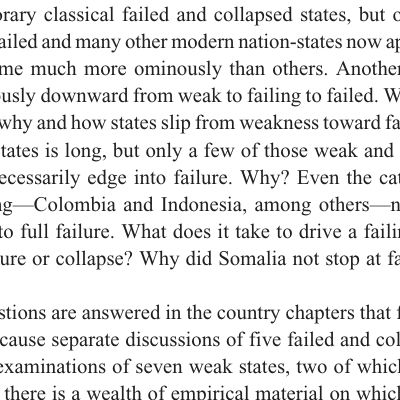 rary classical failed and collapsed states, but o
ailed and many other modern nation-states now ap
me much more ominously than others. Another
ously downward from weak to failing to failed. W
why and how states slip from weakness toward fa
tates is long, but only a few of those weak and
ecessarily edge into failure. Why? Even the cat
ng—Colombia and Indonesia, among others—n
to full failure. What does it take to drive a faili
ure or collapse? Why did Somalia not stop at fa
stions are answered in the country chapters that f
cause separate discussions of five failed and col
examinations of seven weak states, two of whic
there is a wealth of empirical material on which